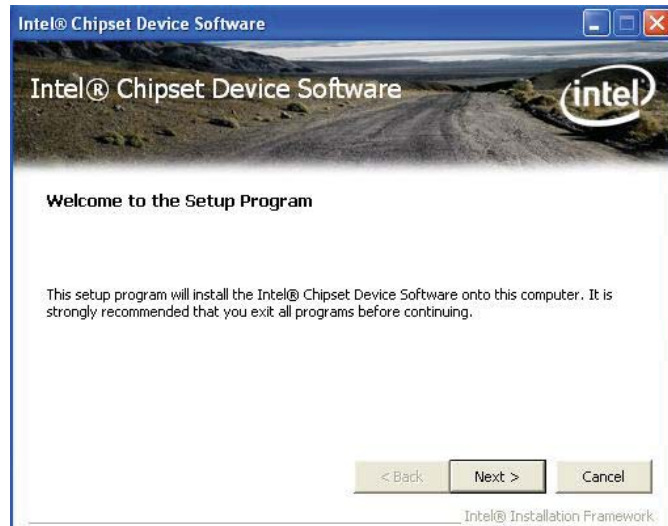 Intel® Chipset Device Software
Intel® Chipset Device Software
intel
Welcome to the Setup Program
This setup program will install the Intel® Chipset Device Software onto this computer. It is
strongly recommended that you exit all programs before continuing.
< Back Next > Cancel
Intel® Installation Framework